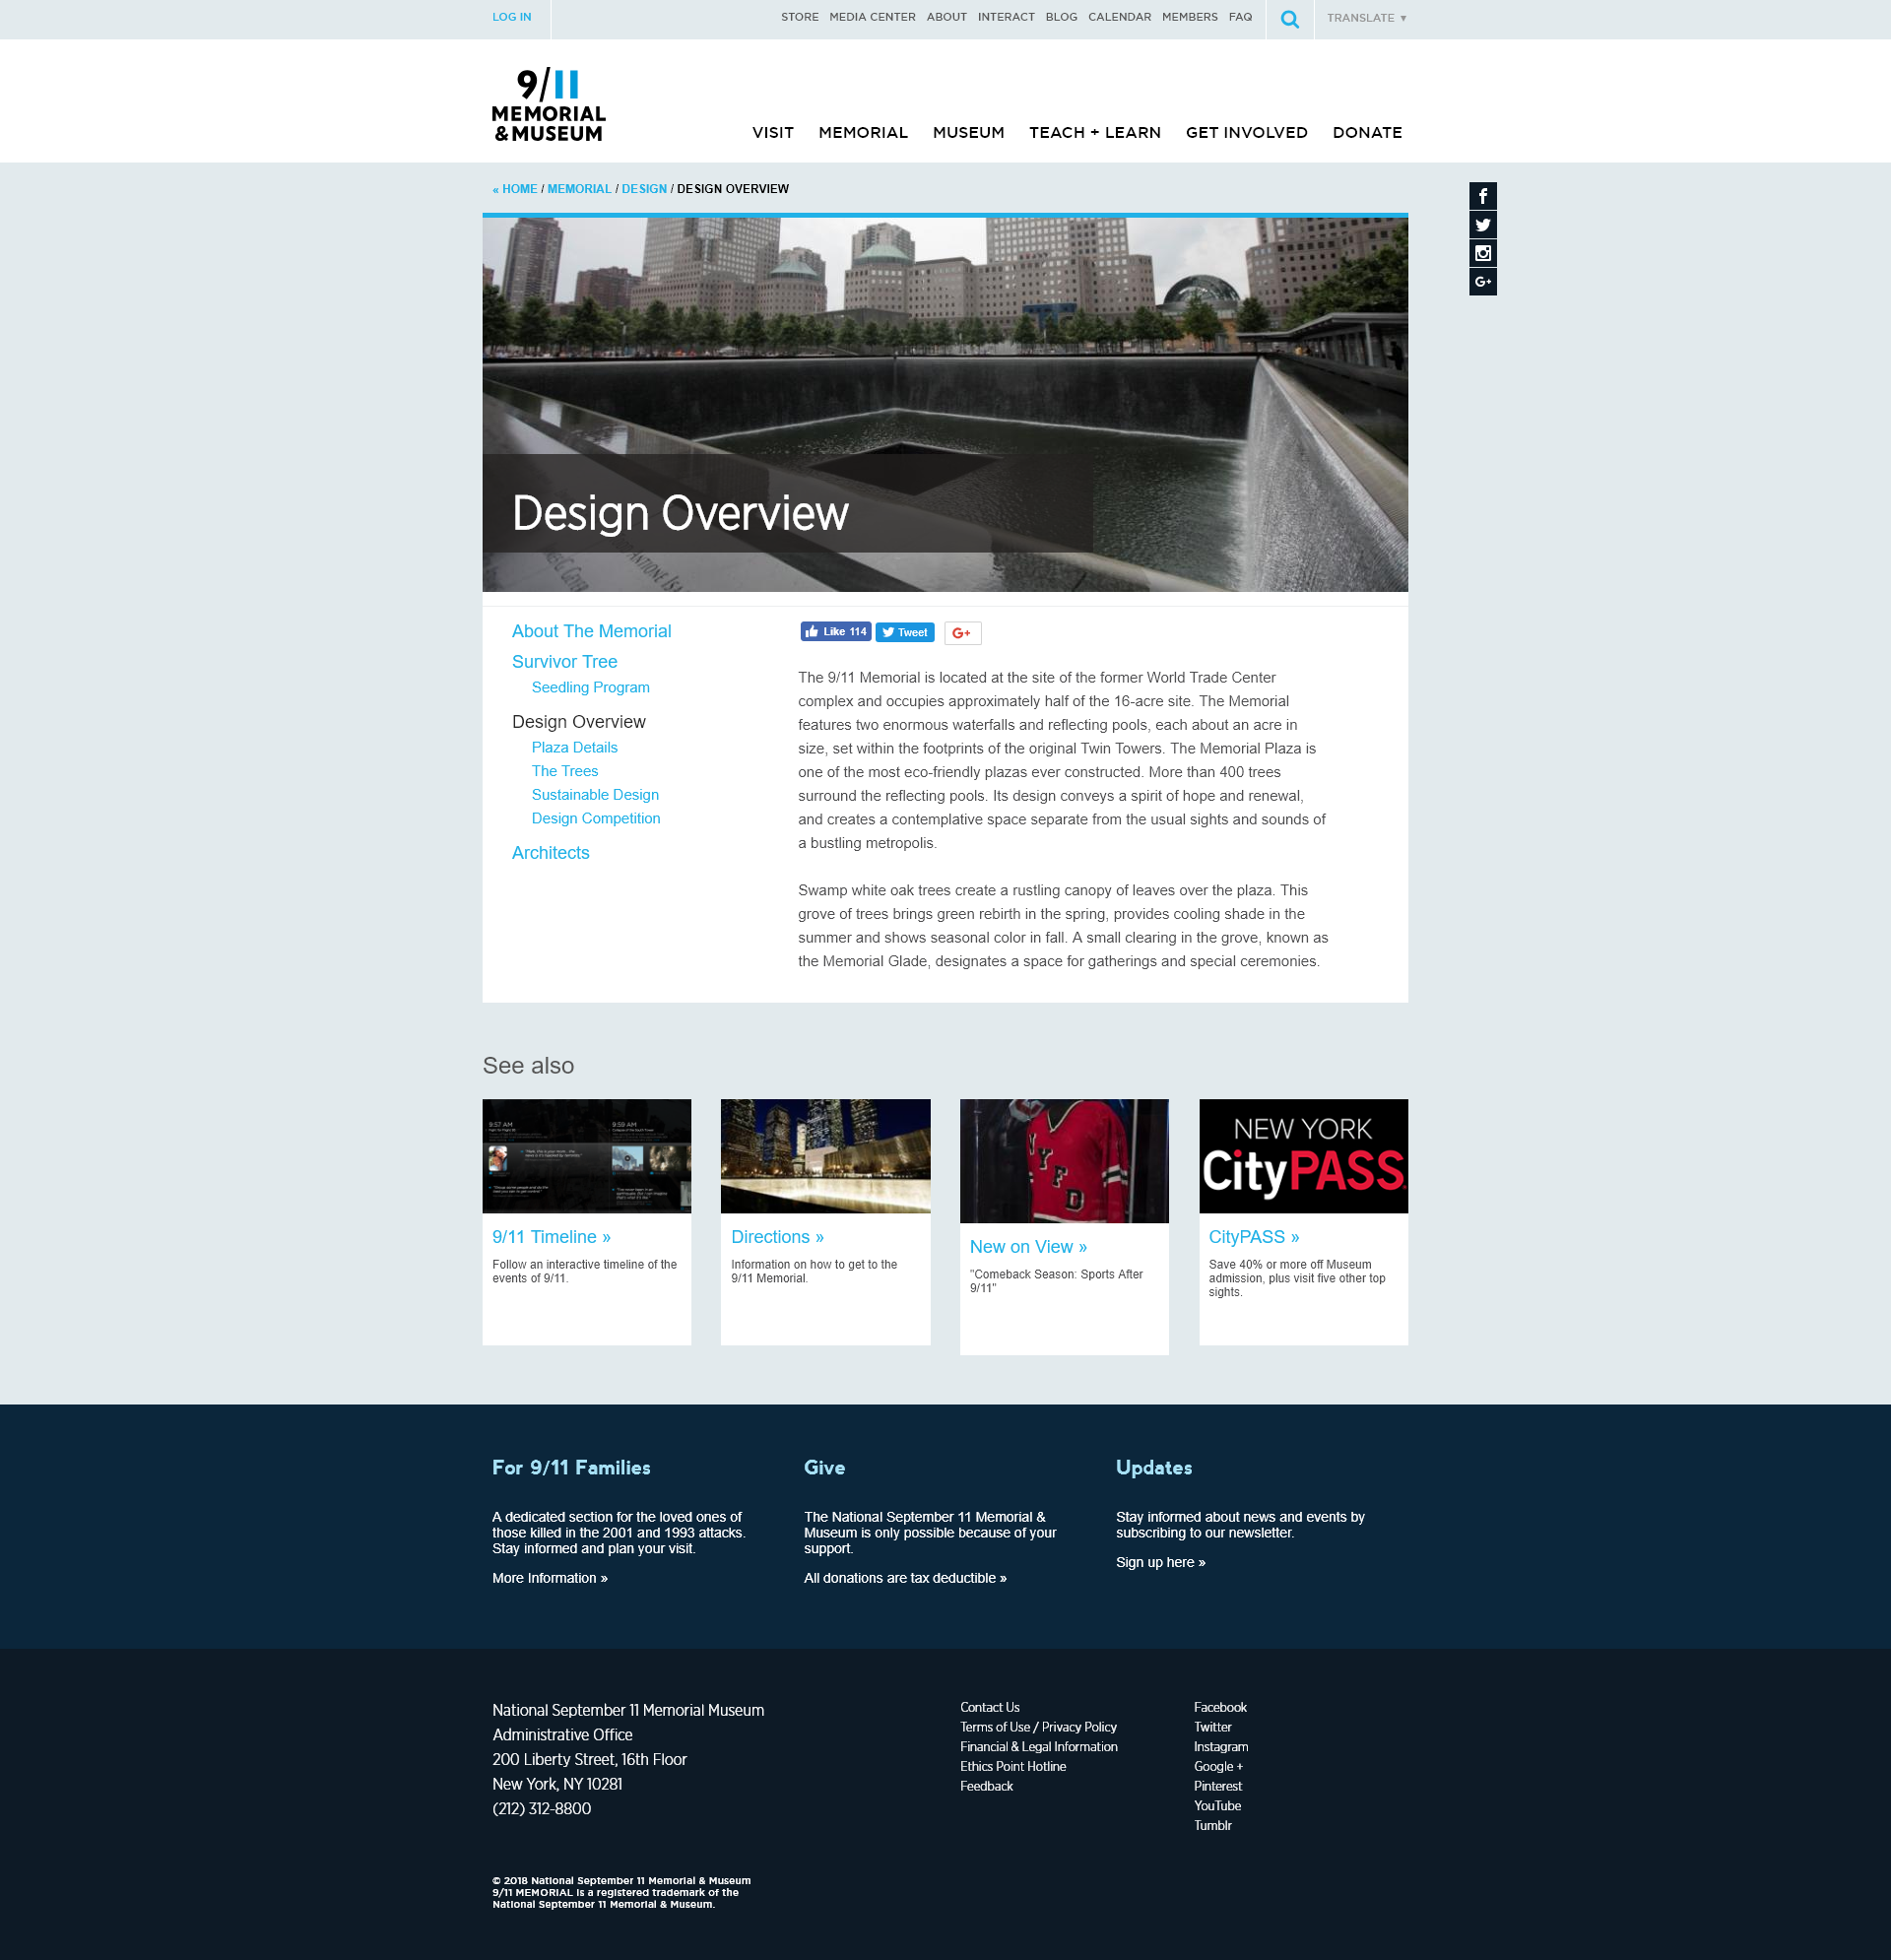 LOG IN
STORE MEDIA CENTER ABOUT INTERACT BLOG CALENDAR MEMBERS FAQ
TRANSLATE ▼
9/11
MEMORIAL
&MUSEUM
VISIT MEMORIAL MUSEUM TEACH + LEARN GET INVOLVED DONATE
« HOME / MEMORIAL / DESIGN / DESIGN OVERVIEW
Design Overview
About The Memorial
Survivor Tree
Seedling Program
Design Overview
Plaza Details
The Trees
Sustainable Design
Design Competition
Architects
Like 114
Tweet
G+
The 9/11 Memorial is located at the site of the former World Trade Center
complex and occupies approximately half of the 16-acre site. The Memorial
features two enormous waterfalls and reflecting pools, each about an acre in
size, set within the footprints of the original Twin Towers. The Memorial Plaza is
one of the most eco-friendly plazas ever constructed. More than 400 trees
surround the reflecting pools. Its design conveys a spirit of hope and renewal,
and creates a contemplative space separate from the usual sights and sounds of
a bustling metropolis.
Swamp white oak trees create a rustling canopy of leaves over the plaza. This
grove of trees brings green rebirth in the spring, provides cooling shade in the
summer and shows seasonal color in fall. A small clearing in the grove, known as
the Memorial Glade, designates a space for gatherings and special ceremonies.
See also
9:57 AM
9:59 AM
9/11 Timeline »
Follow an interactive timeline of the
events of 9/11.
Directions »
Information on how to get to the
9/11 Memorial.
NYFD
New on View »
"Comeback Season: Sports After
9/11"
NEW YORK
CityPASS
CityPASS »
Save 40% or more off Museum
admission, plus visit five other top
sights.
For 9/11 Families
A dedicated section for the loved ones of
those killed in the 2001 and 1993 attacks.
Stay informed and plan your visit.
More Information »
Give
The National September 11 Memorial &
Museum is only possible because of your
support.
All donations are tax deductible »
Updates
Stay informed about news and events by
subscribing to our newsletter.
Sign up here »
National September 11 Memorial Museum
Administrative Office
200 Liberty Street, 16th Floor
New York, NY 10281
(212) 312-8800
Contact Us
Terms of Use / Privacy Policy
Financial & Legal Information
Ethics Point Hotline
Feedback
Facebook
Twitter
Instagram
Google +
Pinterest
YouTube
Tumblr
© 2018 National September 11 Memorial & Museum
9/11 MEMORIAL is a registered trademark of the
National September 11 Memorial & Museum.